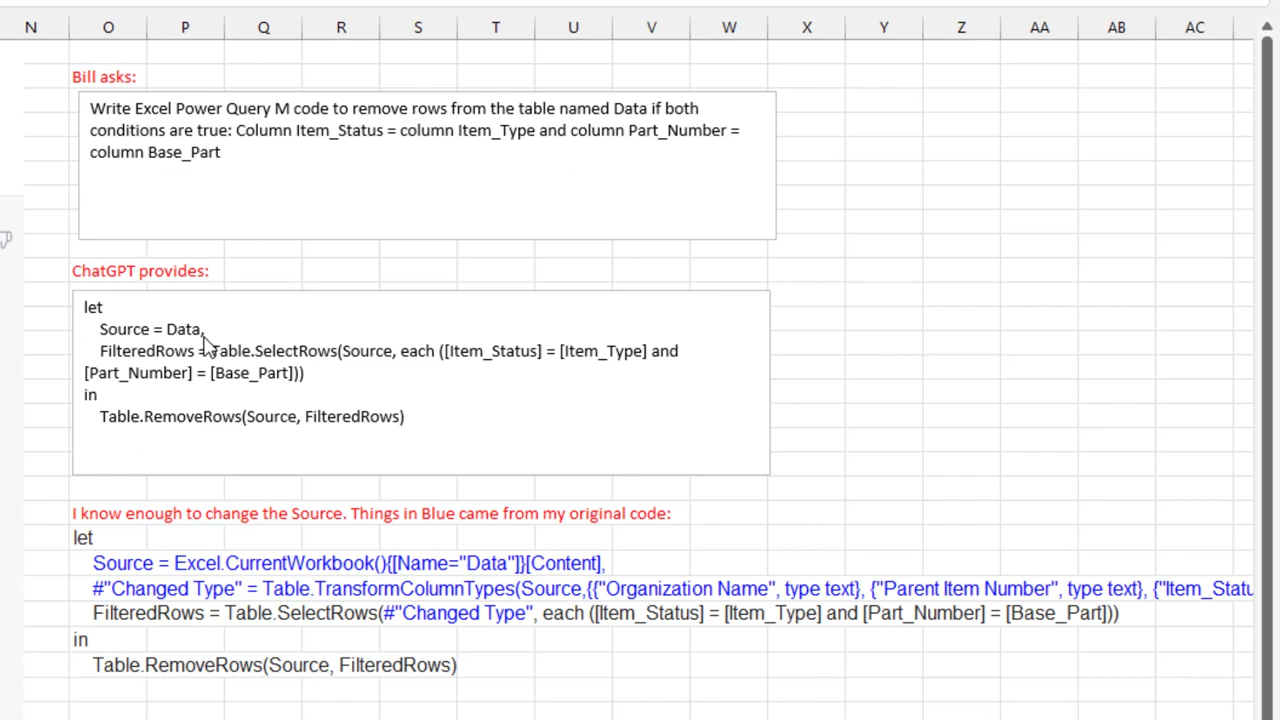 N O P Q R S T U V W X Y Z AA AB AC
Bill asks:
Write Excel Power Query M code to remove rows from the table named Data if both
conditions are true: Column Item_Status = column Item_Type and column Part_Number =
column Base_Part
ChatGPT provides:
let
Source = Data,
FilteredRows = Table.SelectRows(Source, each ([Item_Status] = [Item_Type] and
[Part_Number] = [Base_Part]))
in
Table.RemoveRows(Source, FilteredRows)
I know enough to change the Source. Things in Blue came from my original code:
let
Source = Excel.CurrentWorkbook(){[Name="Data"]}[Content],
#"Changed Type" = Table.TransformColumnTypes(Source,{{"Organization Name", type text}, {"Parent Item Number", type text}, {"Item_Statu
FilteredRows = Table.SelectRows(#"Changed Type", each ([Item_Status] = [Item_Type] and [Part_Number] = [Base_Part]))
in
Table.RemoveRows(Source, FilteredRows)